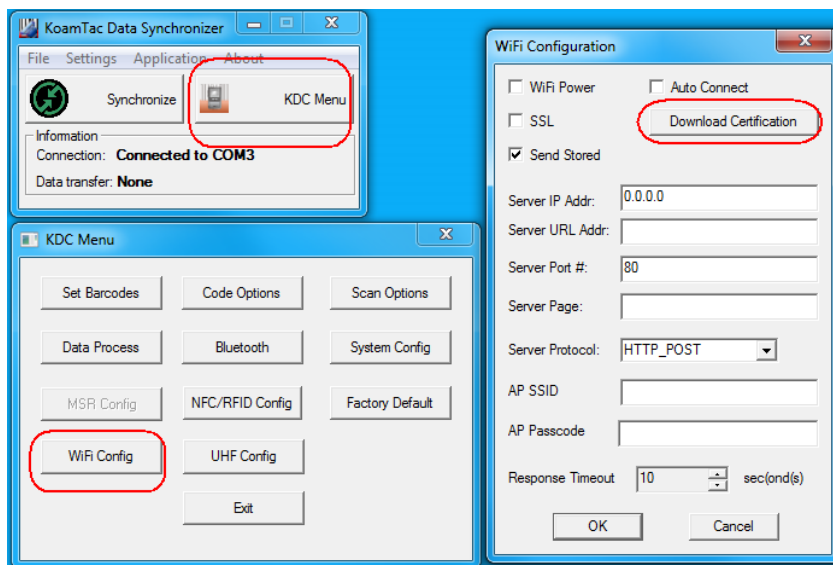 KoamTac Data Synchronizer
File Settings Application About
Synchronize
KDC Menu
Information
Connection: Connected to COM3
Data transfer: None
KDC Menu
Set Barcodes Code Options Scan Options
Data Process Bluetooth System Config
MSR Config NFC/RFID Config Factory Default
WiFi Config UHF Config
Exit
WiFi Configuration
WiFi Power Auto Connect
SSL Download Certification
Send Stored
Server IP Addr: 0.0.0.0
Server URL Addr:
Server Port #: 80
Server Page:
Server Protocol: HTTP_POST
AP SSID
AP Passcode
Response Timeout 10 sec(ond(s)
OK Cancel